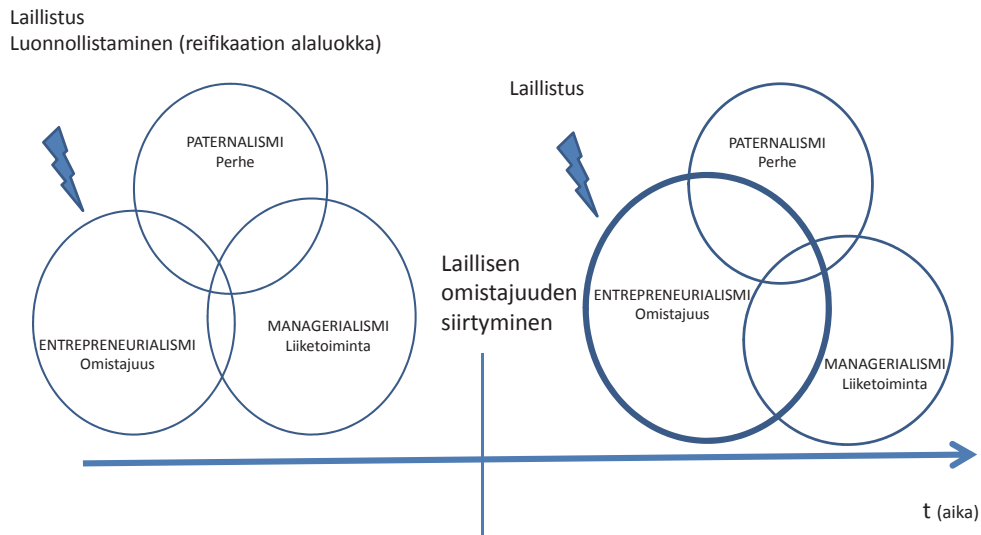 Laillistus
Luonnollistaminen (reifikaation alaluokka)
PATERNALISMI
Perhe
ENTREPRENEURIALISMI
Omistajuus
MANAGERIALISMI
Liiketoiminta
Laillisen
omistajuuden
siirtyminen
Laillistus
PATERNALISMI
Perhe
ENTREPRENEURIALISMI
Omistajuus
MANAGERIALISMI
Liiketoiminta
t (aika)